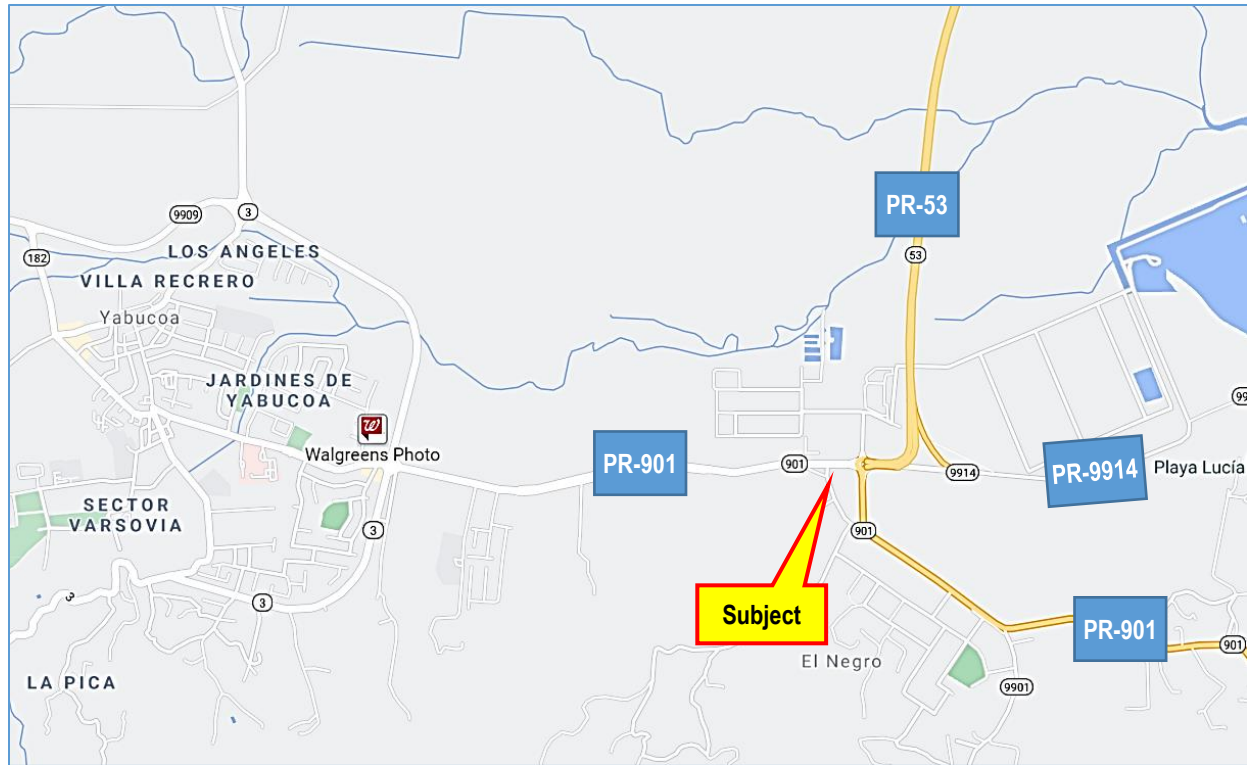 PR-53
9909
3
182
LOS ANGELES
53
VILLA RECRERO
Yabucoa
JARDINES DE
YABUCOA
Walgreens Photo
PR-901
901
9914
PR-9914
Playa Lucía
SECTOR
VARSOVIA
3
901
3
3
Subject
PR-901
901
El Negro
LA PICA
9901